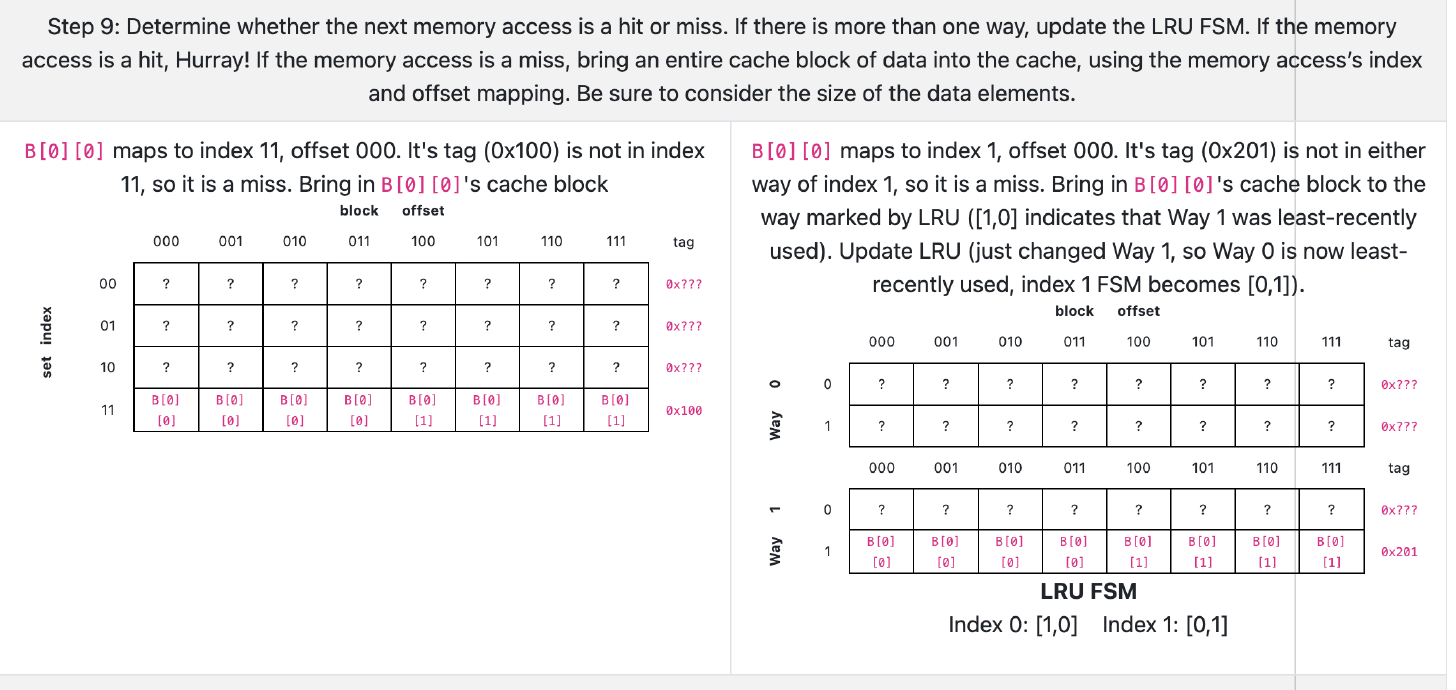 Step 9: Determine whether the next memory access is a hit or miss. If there is more than one way, update the LRU FSM. If the memory
access is a hit, Hurray! If the memory access is a miss, bring an entire cache block of data into the cache, using the memory access's index
and offset mapping. Be sure to consider the size of the data elements.
B[0][0] maps to index 11, offset 000. It's tag (0x100) is not in index
11, so it is a miss. Bring in B[0][0]'s cache block
block offset
000 001 010 011 100 101 110 111 tag
set index
00 ? ? ? ? ? ? ? ? 0x???
01 ? ? ? ? ? ? ? ? 0x???
10 ? ? ? ? ? ? ? ? 0x???
11 B[0] B[0] B[0] B[0] B[0] B[0] B[0] B[0] 0x100
[0] [0] [0] [0] [1] [1] [1] [1]
B[0][0] maps to index 1, offset 000. It's tag (0x201) is not in either
way of index 1, so it is a miss. Bring in B[0][0]'s cache block to the
way marked by LRU ([1,0] indicates that Way 1 was least-recently
used). Update LRU (just changed Way 1, so Way 0 is now least-
recently used, index 1 FSM becomes [0,1]).
block offset
000 001 010 011 100 101 110 111 tag
Way 0
0 ? ? ? ? ? ? ? ? 0x???
1 ? ? ? ? ? ? ? ? 0x???
000 001 010 011 100 101 110 111 tag
Way 1
0 ? ? ? ? ? ? ? ? 0x???
1 B[0] B[0] B[0] B[0] B[0] B[0] B[0] B[0] 0x201
[0] [0] [0] [0] [1] [1] [1] [1]
LRU FSM
Index 0: [1,0] Index 1: [0,1]